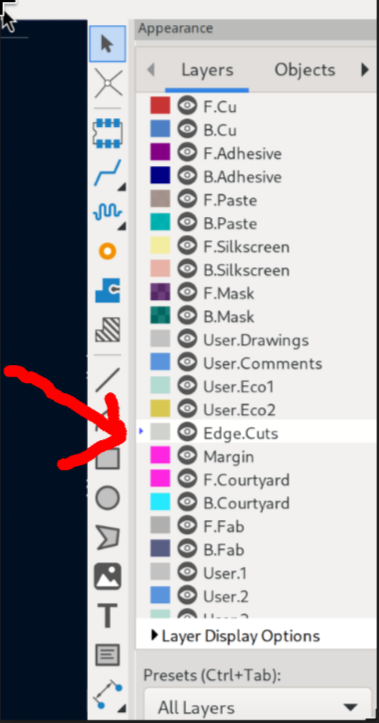 Appearance
Layers
Objects
F.Cu
B.Cu
F.Adhesive
B.Adhesive
F.Paste
B.Paste
F.Silkscreen
B.Silkscreen
F.Mask
B.Mask
User.Drawings
User.Comments
User.Eco1
User.Eco2
Edge.Cuts
Margin
F.Courtyard
B.Courtyard
F.Fab
B.Fab
User.1
User.2
Layer Display Options
Presets (Ctrl+Tab):
All Layers
T